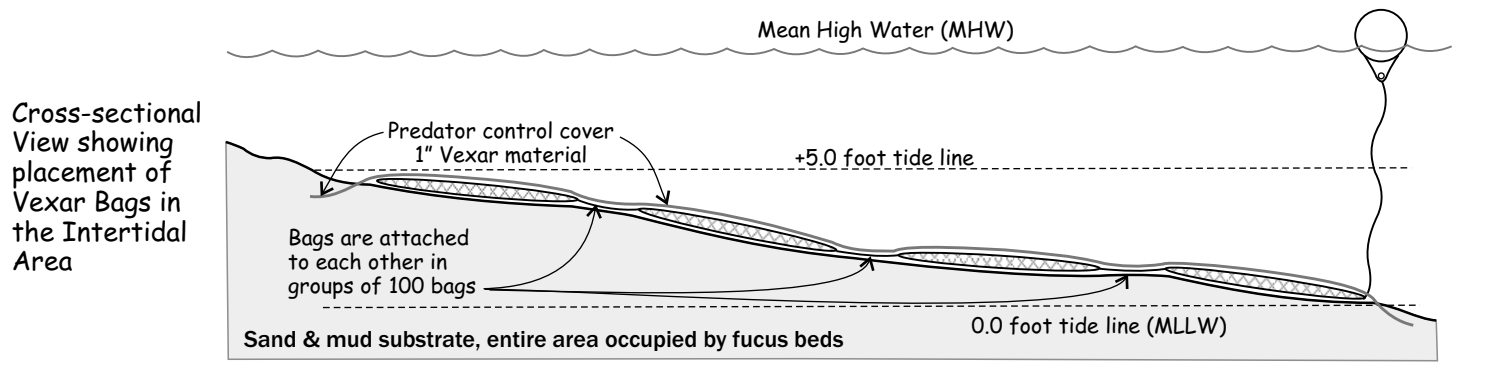 Mean High Water (MHW)
Cross-sectional
View showing
placement of
Vexar Bags in
the Intertidal
Area
Predator control cover
1” Vexar material
+5.0 foot tide line
Bags are attached
to each other in
groups of 100 bags
0.0 foot tide line (MLLW)
Sand & mud substrate, entire area occupied by fucus beds